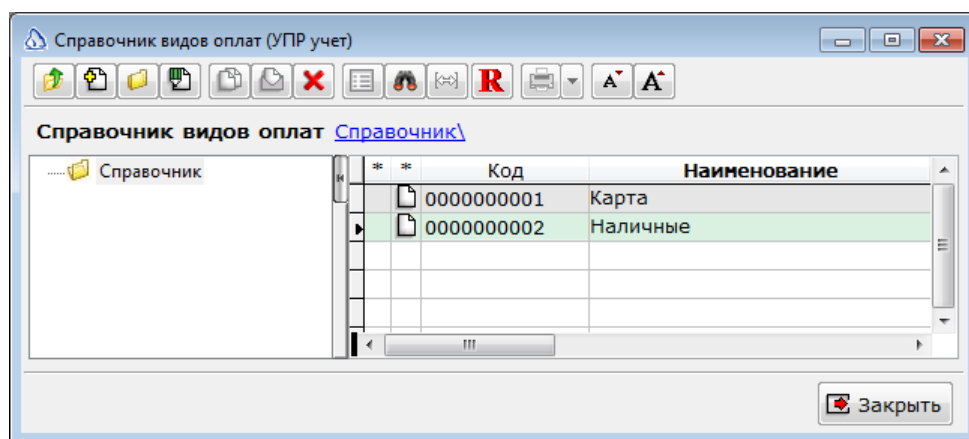 Справочник видов оплат (УПР учет)
R A A
Справочник видов оплат Справочник\
Справочник
* * Код Наименование
0000000001 Карта
0000000002 Наличные
Закрыть